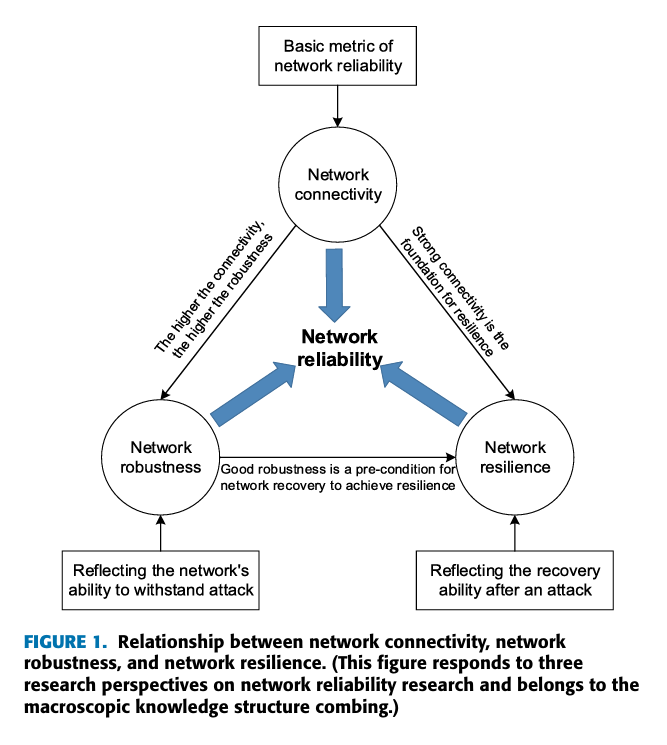 Basic metric of
network reliability
Network
connectivity
The higher the connectivity,
the higher the robustness
Strong connectivity is the
foundation for resilience
Network
reliability
Network
robustness
Good robustness is a pre-condition for
network recovery to achieve resilience
Network
resilience
Reflecting the network's
ability to withstand attack
Reflecting the recovery
ability after an attack
FIGURE 1. Relationship between network connectivity, network
robustness, and network resilience. (This figure responds to three
research perspectives on network reliability research and belongs to the
macroscopic knowledge structure combing.)